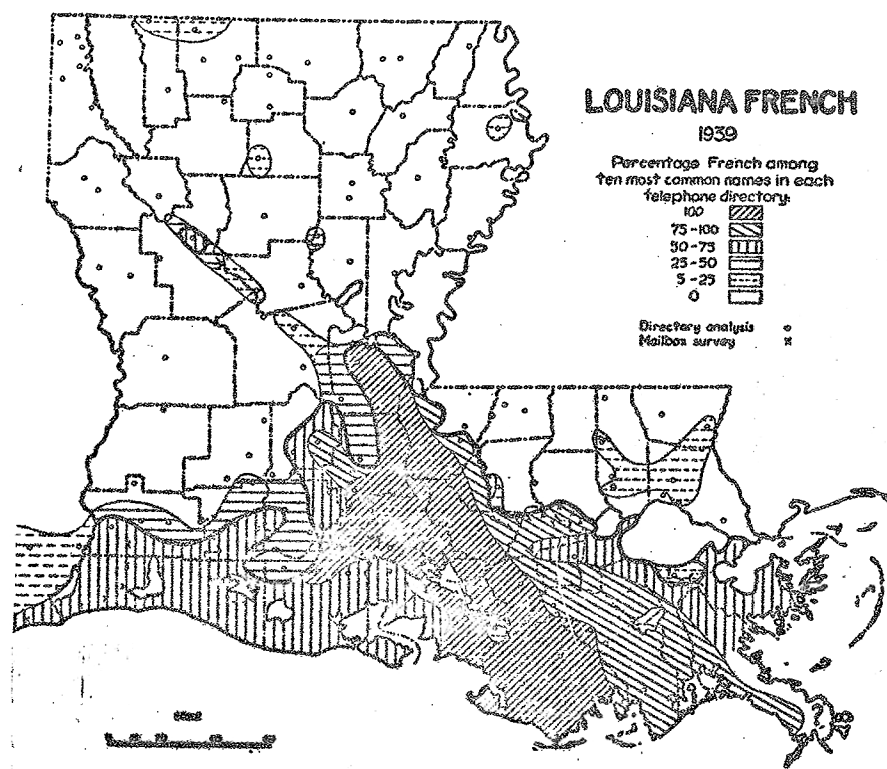 LOUISIANA FRENCH
1939
Percentage French among
ten most common names in each
telephone directory:
100
75-100
50-75
25-50
5-25
0
Directory analysis
Mailbox survey
?